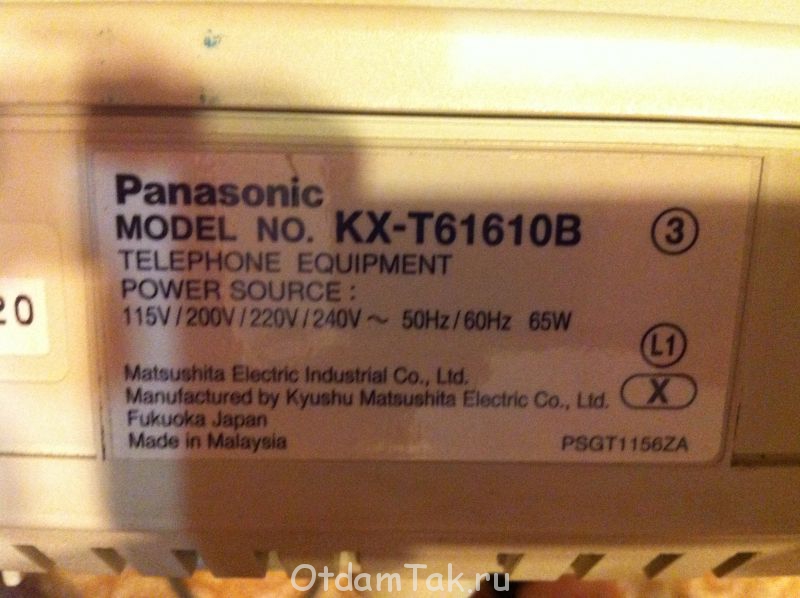 Panasonic
MODEL NO. KX-T61610B
3
TELEPHONE EQUIPMENT
POWER SOURCE :
115V/200V/220V/240V ~ 50Hz/60Hz 65W
L1
Matsushita Electric Industrial Co., Ltd.
Manufactured by Kyushu Matsushita Electric Co., Ltd.
X
Fukuoka Japan
Made in Malaysia
PSGT1156ZA
20
OtdamTak.ru